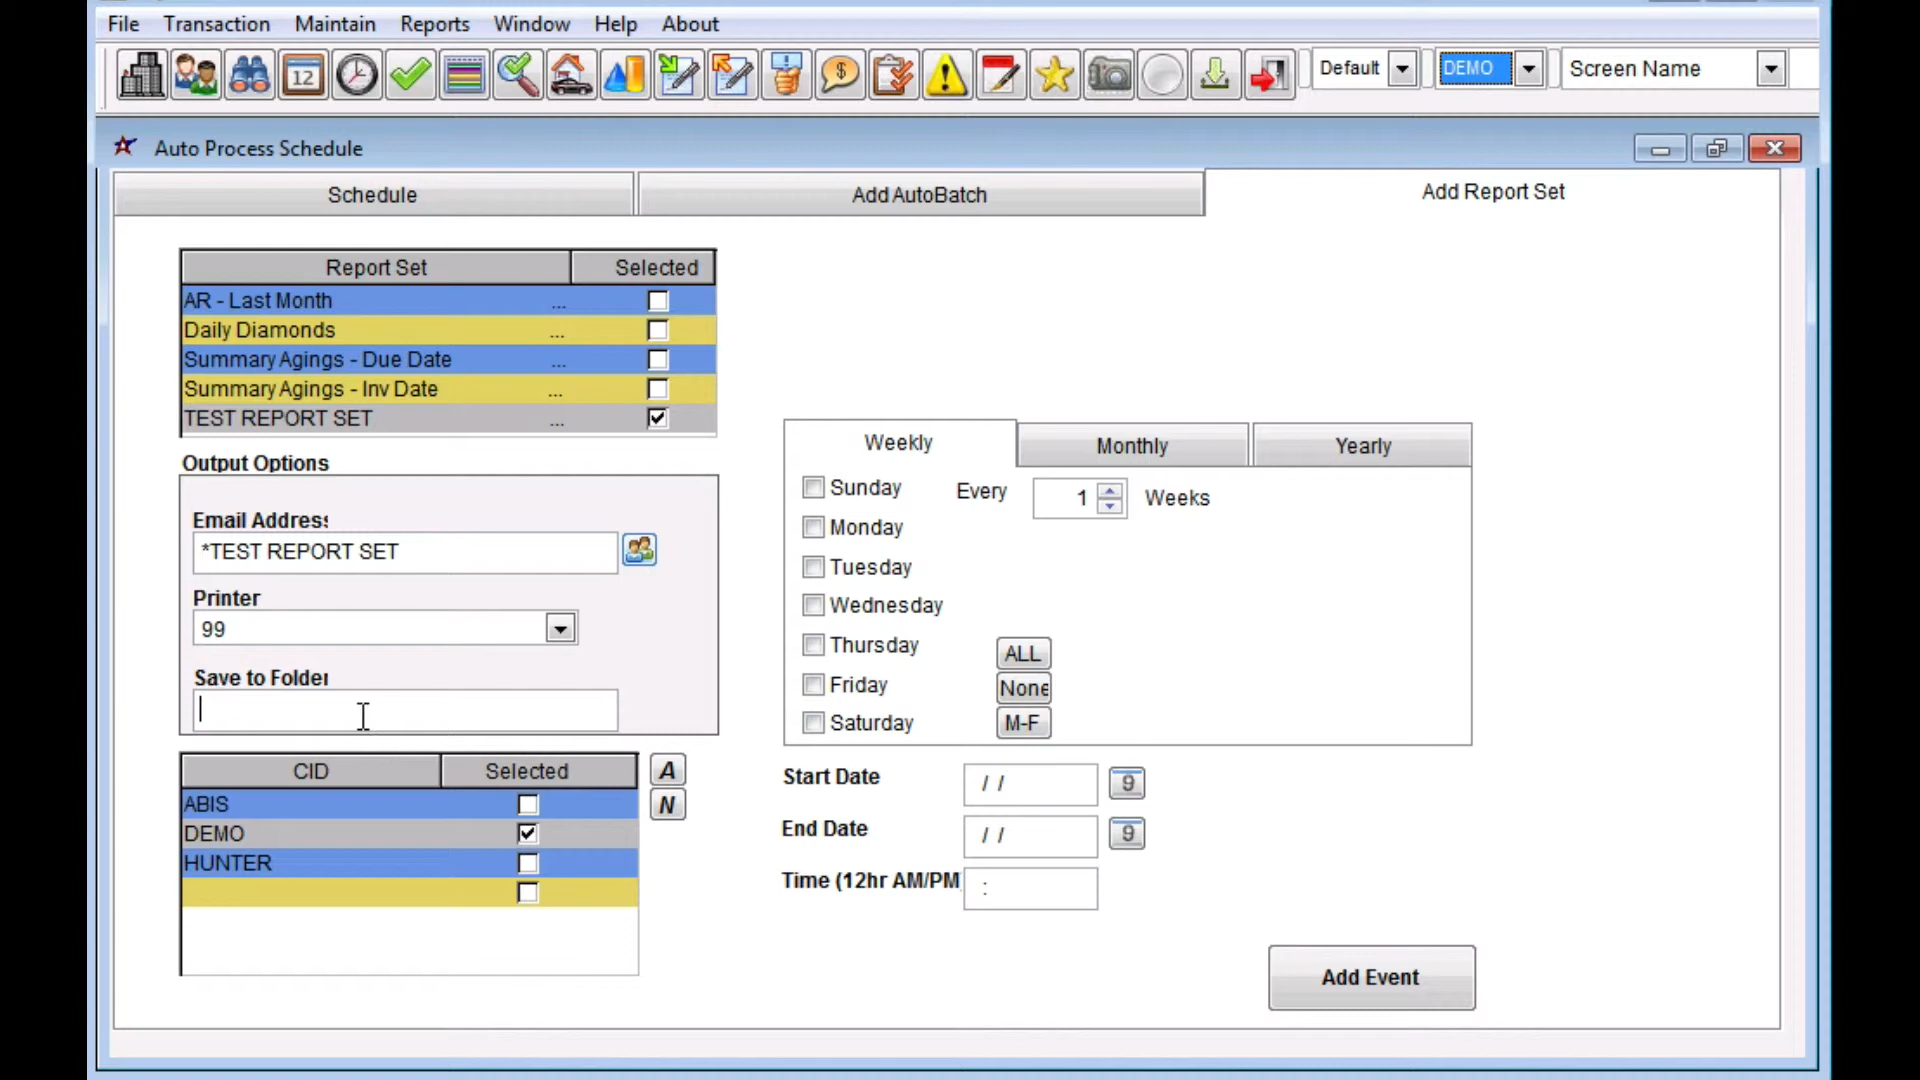 File Transaction Maintain Reports Window Help About
12
$
Default DEMO Screen Name
Auto Process Schedule
Schedule Add AutoBatch Add Report Set
Report Set Selected
AR - Last Month ...
Daily Diamonds ...
Summary Agings - Due Date ...
Summary Agings - Inv Date ...
TEST REPORT SET ...
Output Options
Email Address
*TEST REPORT SET
Printer
99
Save to Folder
CID Selected
ABIS
DEMO
HUNTER
A
N
Weekly Monthly Yearly
Sunday Every 1 Weeks
Monday
Tuesday
Wednesday
Thursday ALL
Friday None
Saturday M-F
Start Date / / 9
End Date / / 9
Time (12hr AM/PM :
Add Event